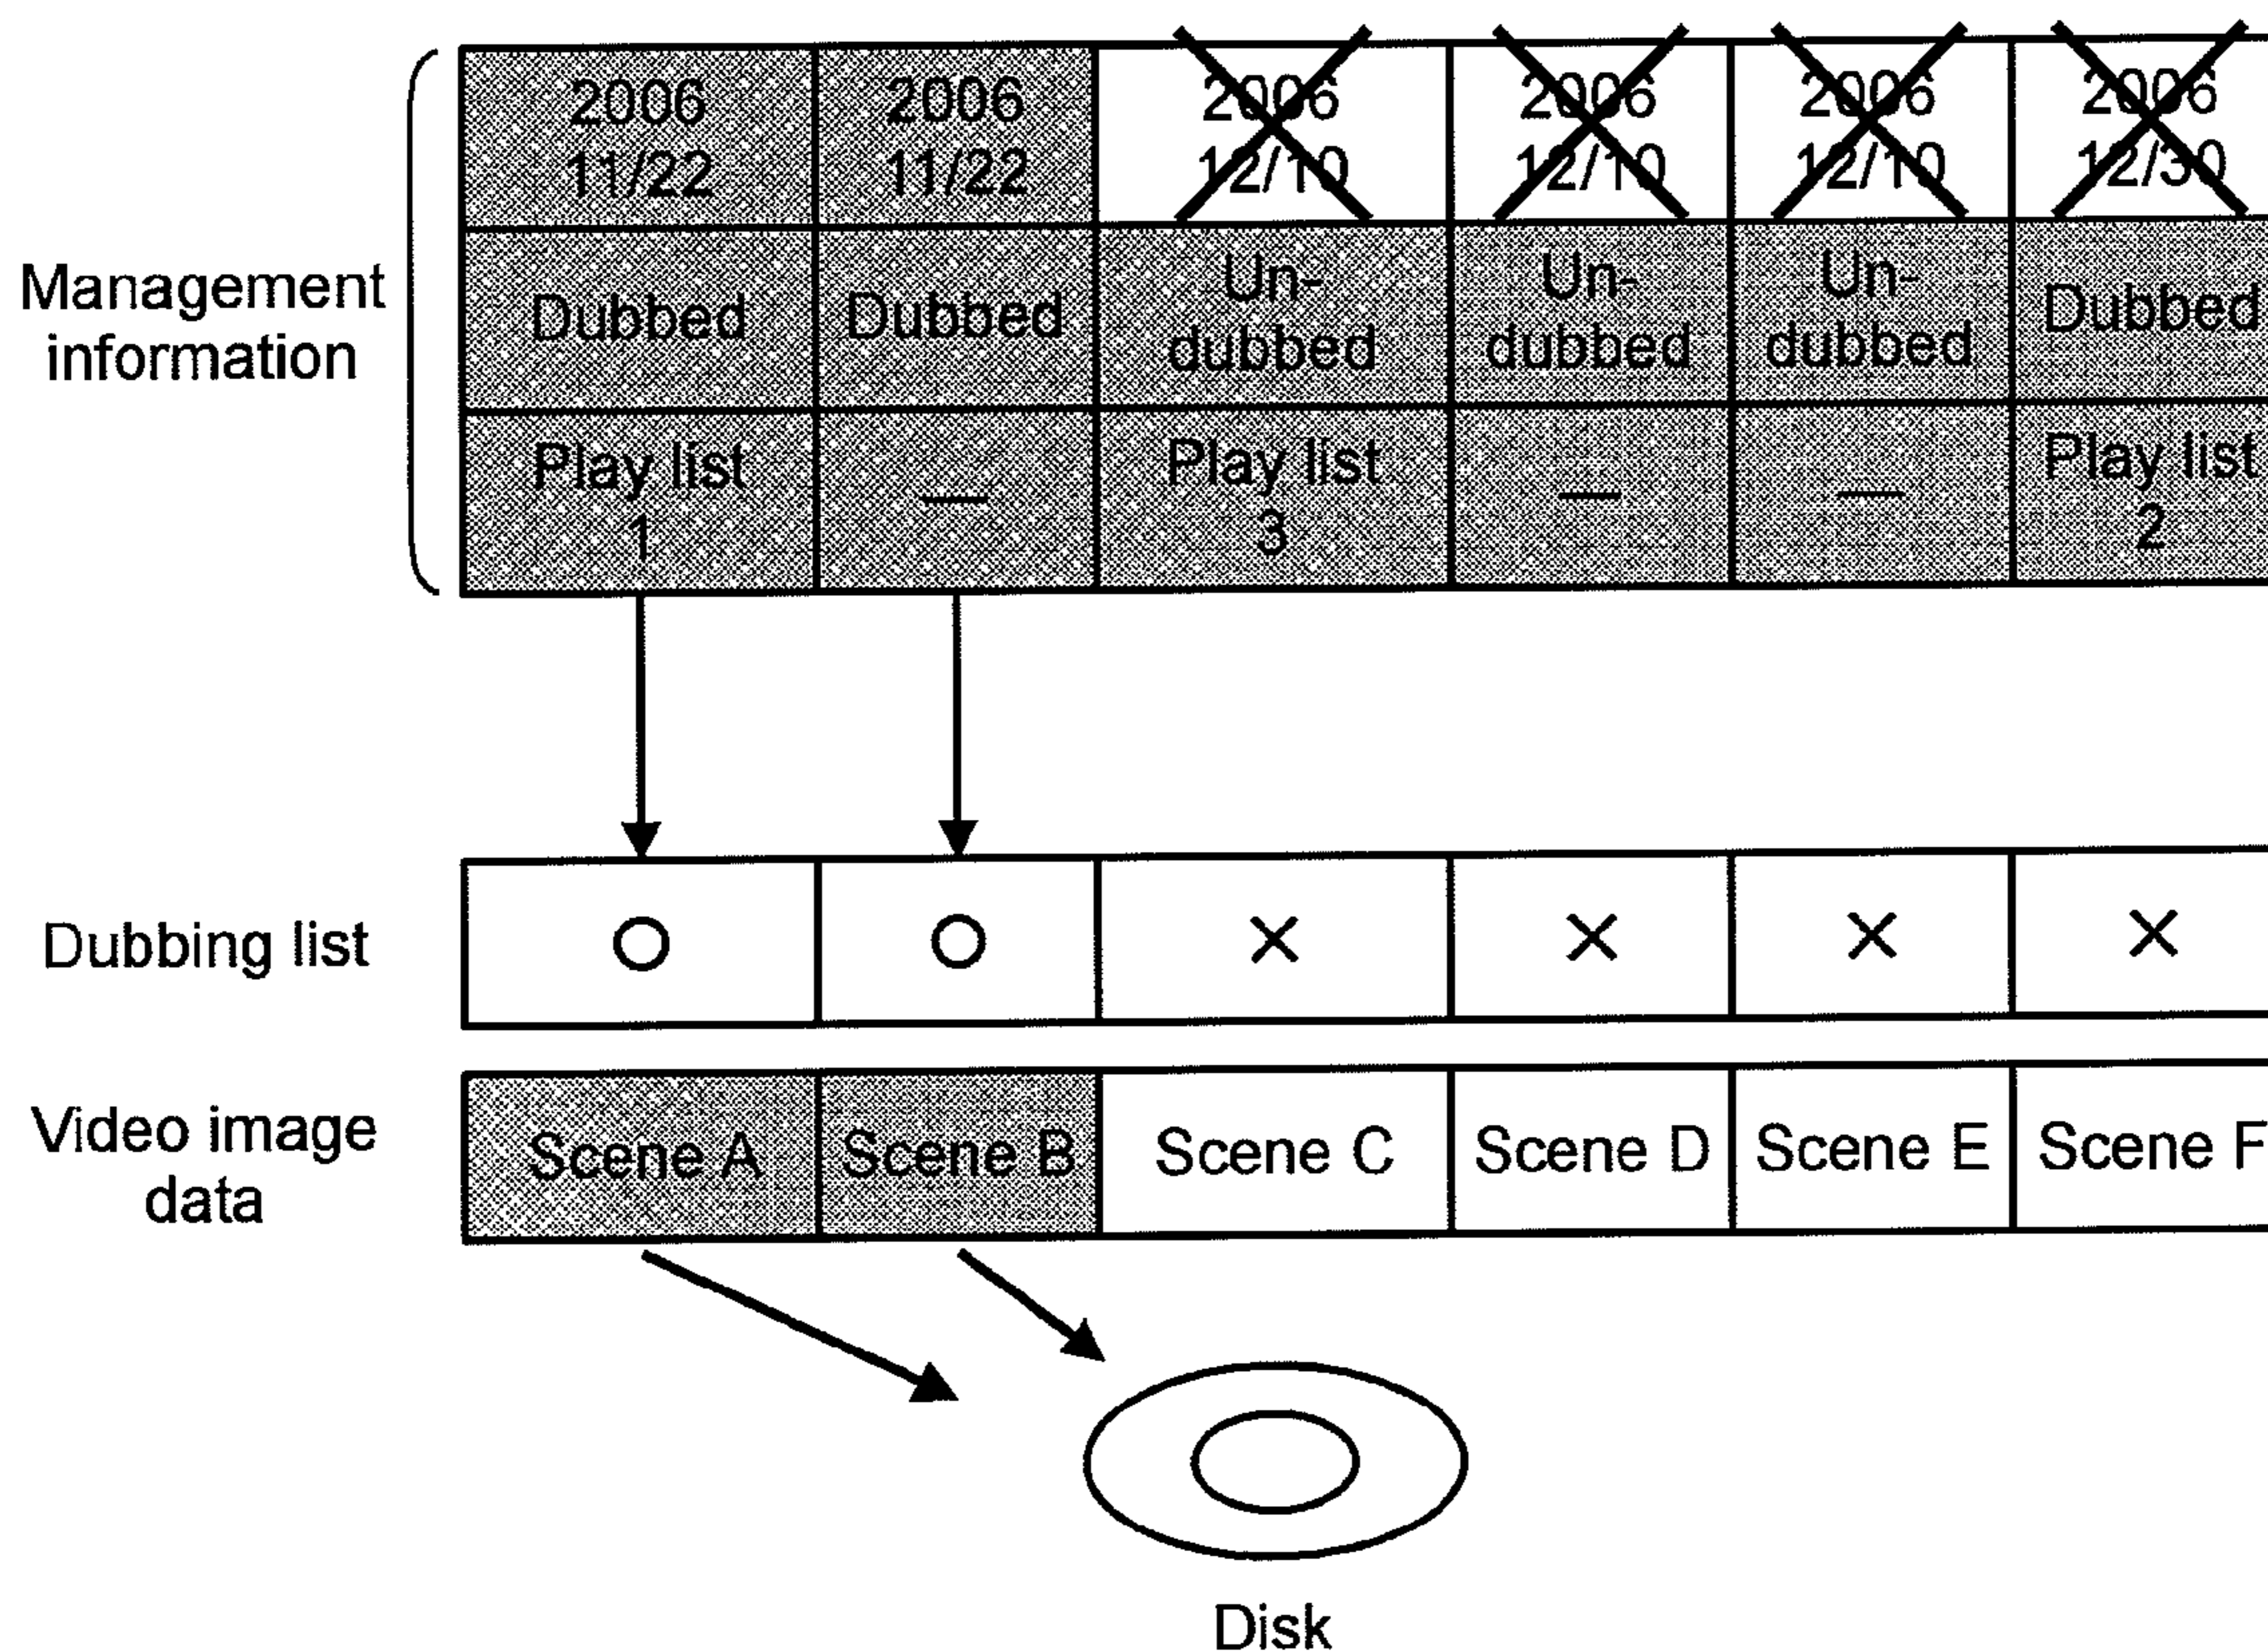 Management
information
2006
11/22
2006
11/22
2006
12/10
2006
12/10
2006
12/10
2006
12/30
Dubbed
Dubbed
Un-
dubbed
Un-
dubbed
Un-
dubbed
Dubbed
Play list
1
—
Play list
3
—
—
Play list
2
Dubbing list
○
○
×
×
×
×
Video image
data
Scene A
Scene B
Scene C
Scene D
Scene E
Scene F
Disk